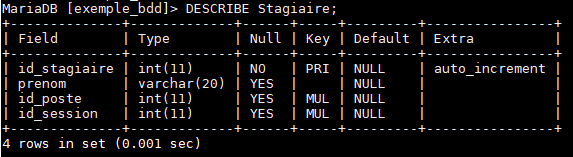 MariaDB [exemple_bdd]> DESCRIBE Stagiaire;
+--------------+-------------+------+-----+---------+----------------+
| Field        | Type        | Null | Key | Default | Extra          |
+--------------+-------------+------+-----+---------+----------------+
| id_stagiaire | int(11)     | NO   | PRI | NULL    | auto_increment |
| prenom       | varchar(20) | YES  |     | NULL    |                |
| id_poste     | int(11)     | YES  | MUL | NULL    |                |
| id_session   | int(11)     | YES  | MUL | NULL    |                |
+--------------+-------------+------+-----+---------+----------------+
4 rows in set (0.001 sec)